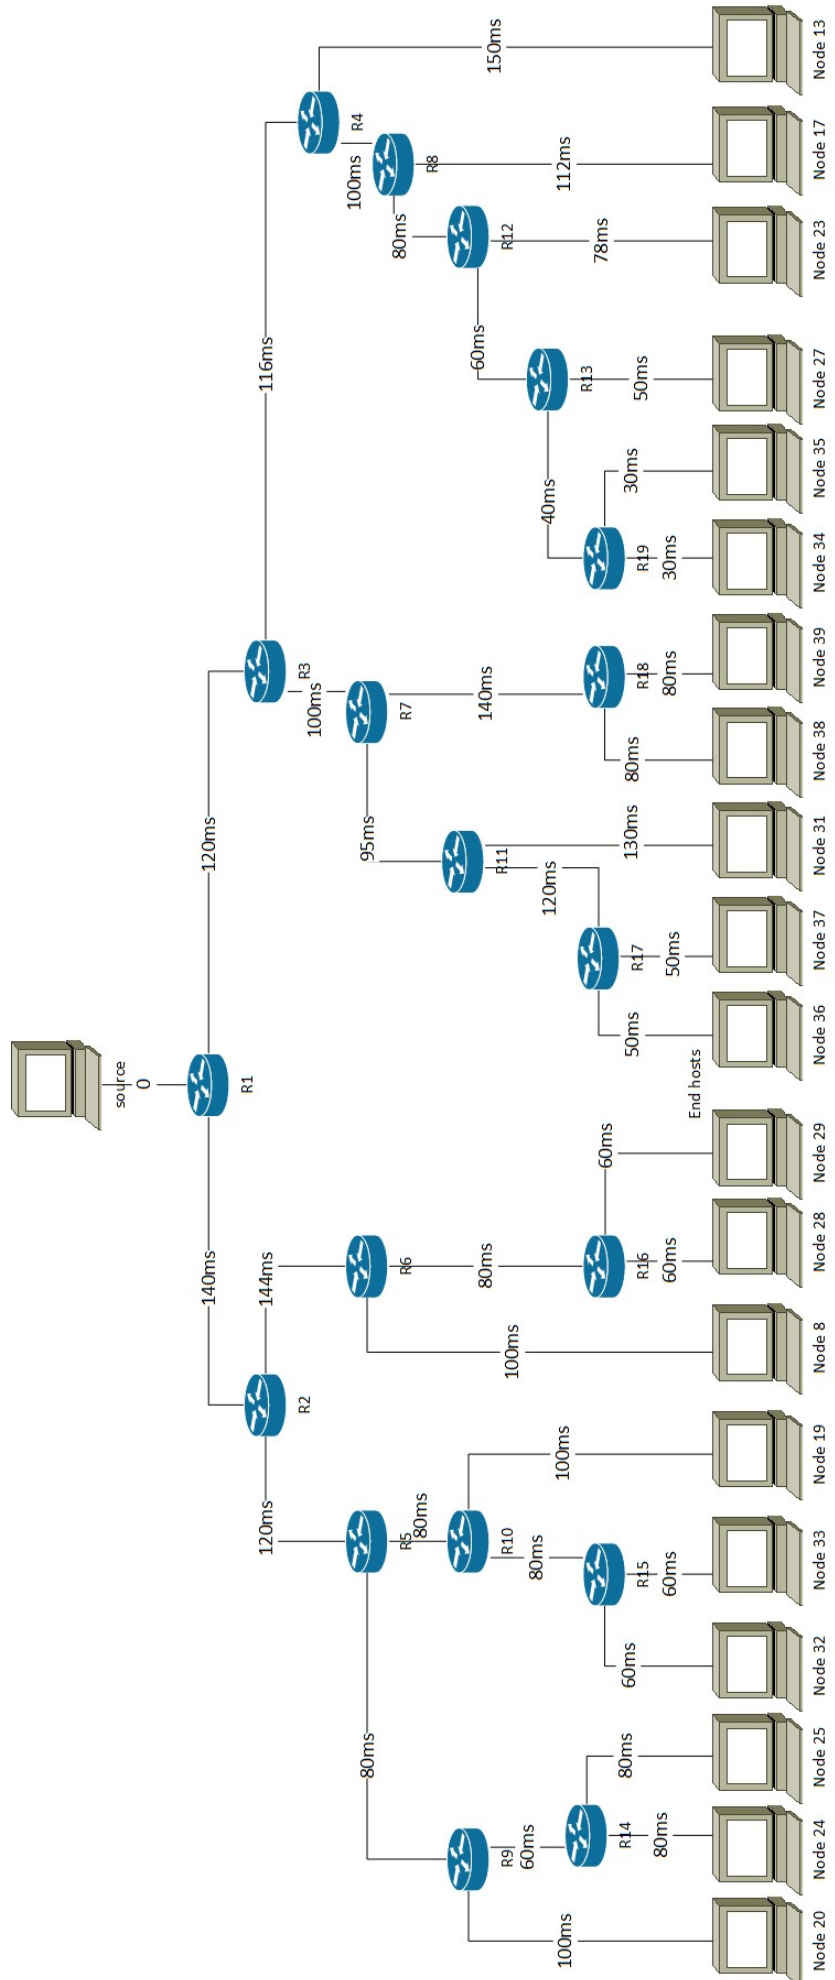 source
0
R1
140ms
120ms
R2
R3
120ms
144ms
100ms
116ms
R4
R5
R6
R7
100ms
R8
80ms
80ms
80ms
140ms
95ms
80ms
150ms
112ms
R9
R10
R11
R12
60ms
80ms
120ms
60ms
78ms
R13
R14
R15
R16
R17
R18
40ms
R19
50ms
100ms
80ms
80ms
60ms
60ms
100ms
100ms
60ms
60ms
50ms
50ms
130ms
80ms
80ms
30ms
30ms
End hosts
Node 20
Node 24
Node 25
Node 32
Node 33
Node 19
Node 8
Node 28
Node 29
Node 36
Node 37
Node 31
Node 38
Node 39
Node 34
Node 35
Node 27
Node 23
Node 17
Node 13